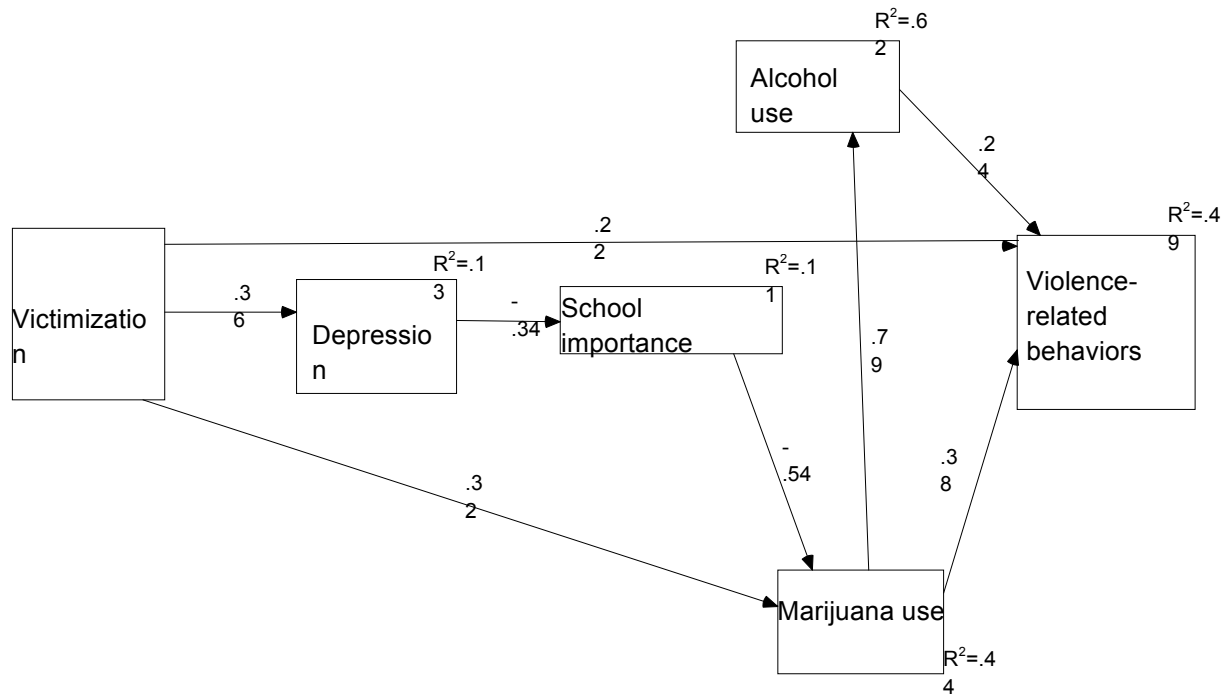 R²=.6
2
Alcohol
use
.2
4
R²=.4
9
.2
2
R²=.1
3
R²=.1
1
Victimizatio
n
.3
6
Depressio
n
-
.34
School
importance
.7
9
Violence-
related
behaviors
-
.54
.3
8
.3
2
Marijuana use
R²=.4
4